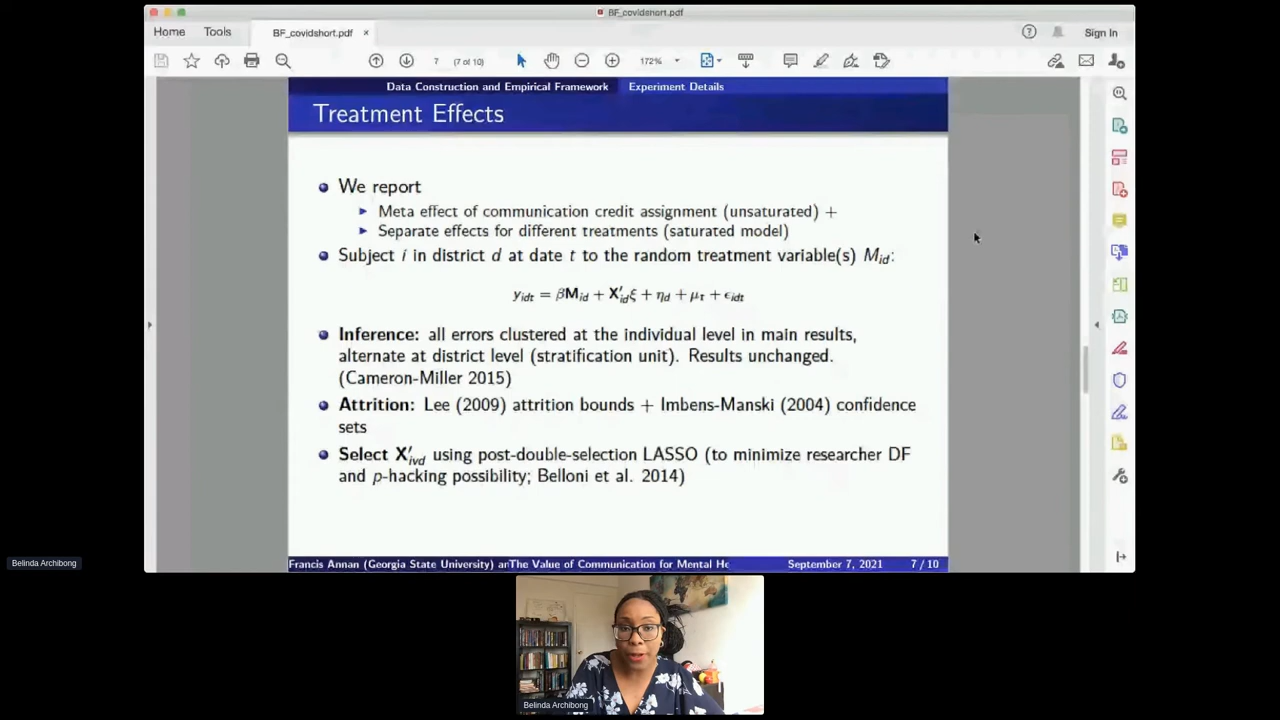 BF_covidshort.pdf
Home Tools BF_covidshort.pdf × Sign In
7 (7 of 10) 172%
Data Construction and Empirical Framework Experiment Details
Treatment Effects
We report
Meta effect of communication credit assignment (unsaturated) +
Separate effects for different treatments (saturated model)
Subject i in district d at date t to the random treatment variable(s) M_id:
y_idt = βM_id + X′_id ξ + η_d + μ_t + ϵ_idt
Inference: all errors clustered at the individual level in main results,
alternate at district level (stratification unit). Results unchanged.
(Cameron-Miller 2015)
Attrition: Lee (2009) attrition bounds + Imbens-Manski (2004) confidence
sets
Select X′_ivd using post-double-selection LASSO (to minimize researcher DF
and p-hacking possibility; Belloni et al. 2014)
Francis Annan (Georgia State University) an The Value of Communication for Mental He September 7, 2021 7 / 10
Belinda Archibong
Belinda Archibong